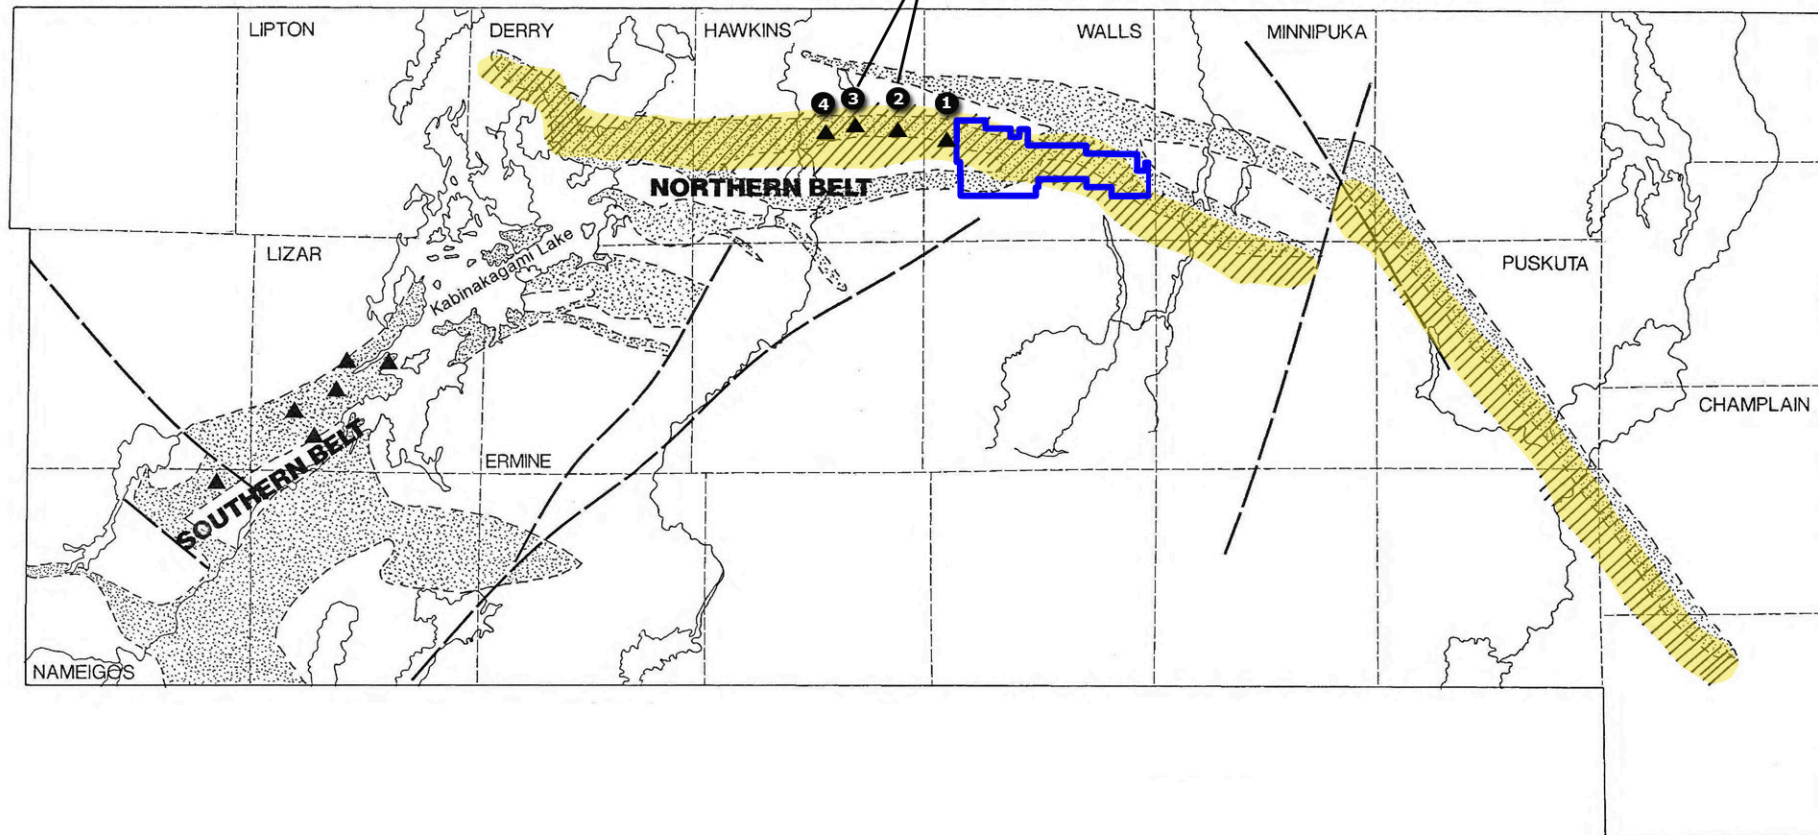 LIPTON
DERRY
HAWKINS
WALLS
MINNIPUKA
4
3
2
1
NORTHERN BELT
LIZAR
Kabinakagami Lake
PUSKUTA
CHAMPLAIN
SOUTHERN BELT
ERMINE
NAMEIGOS